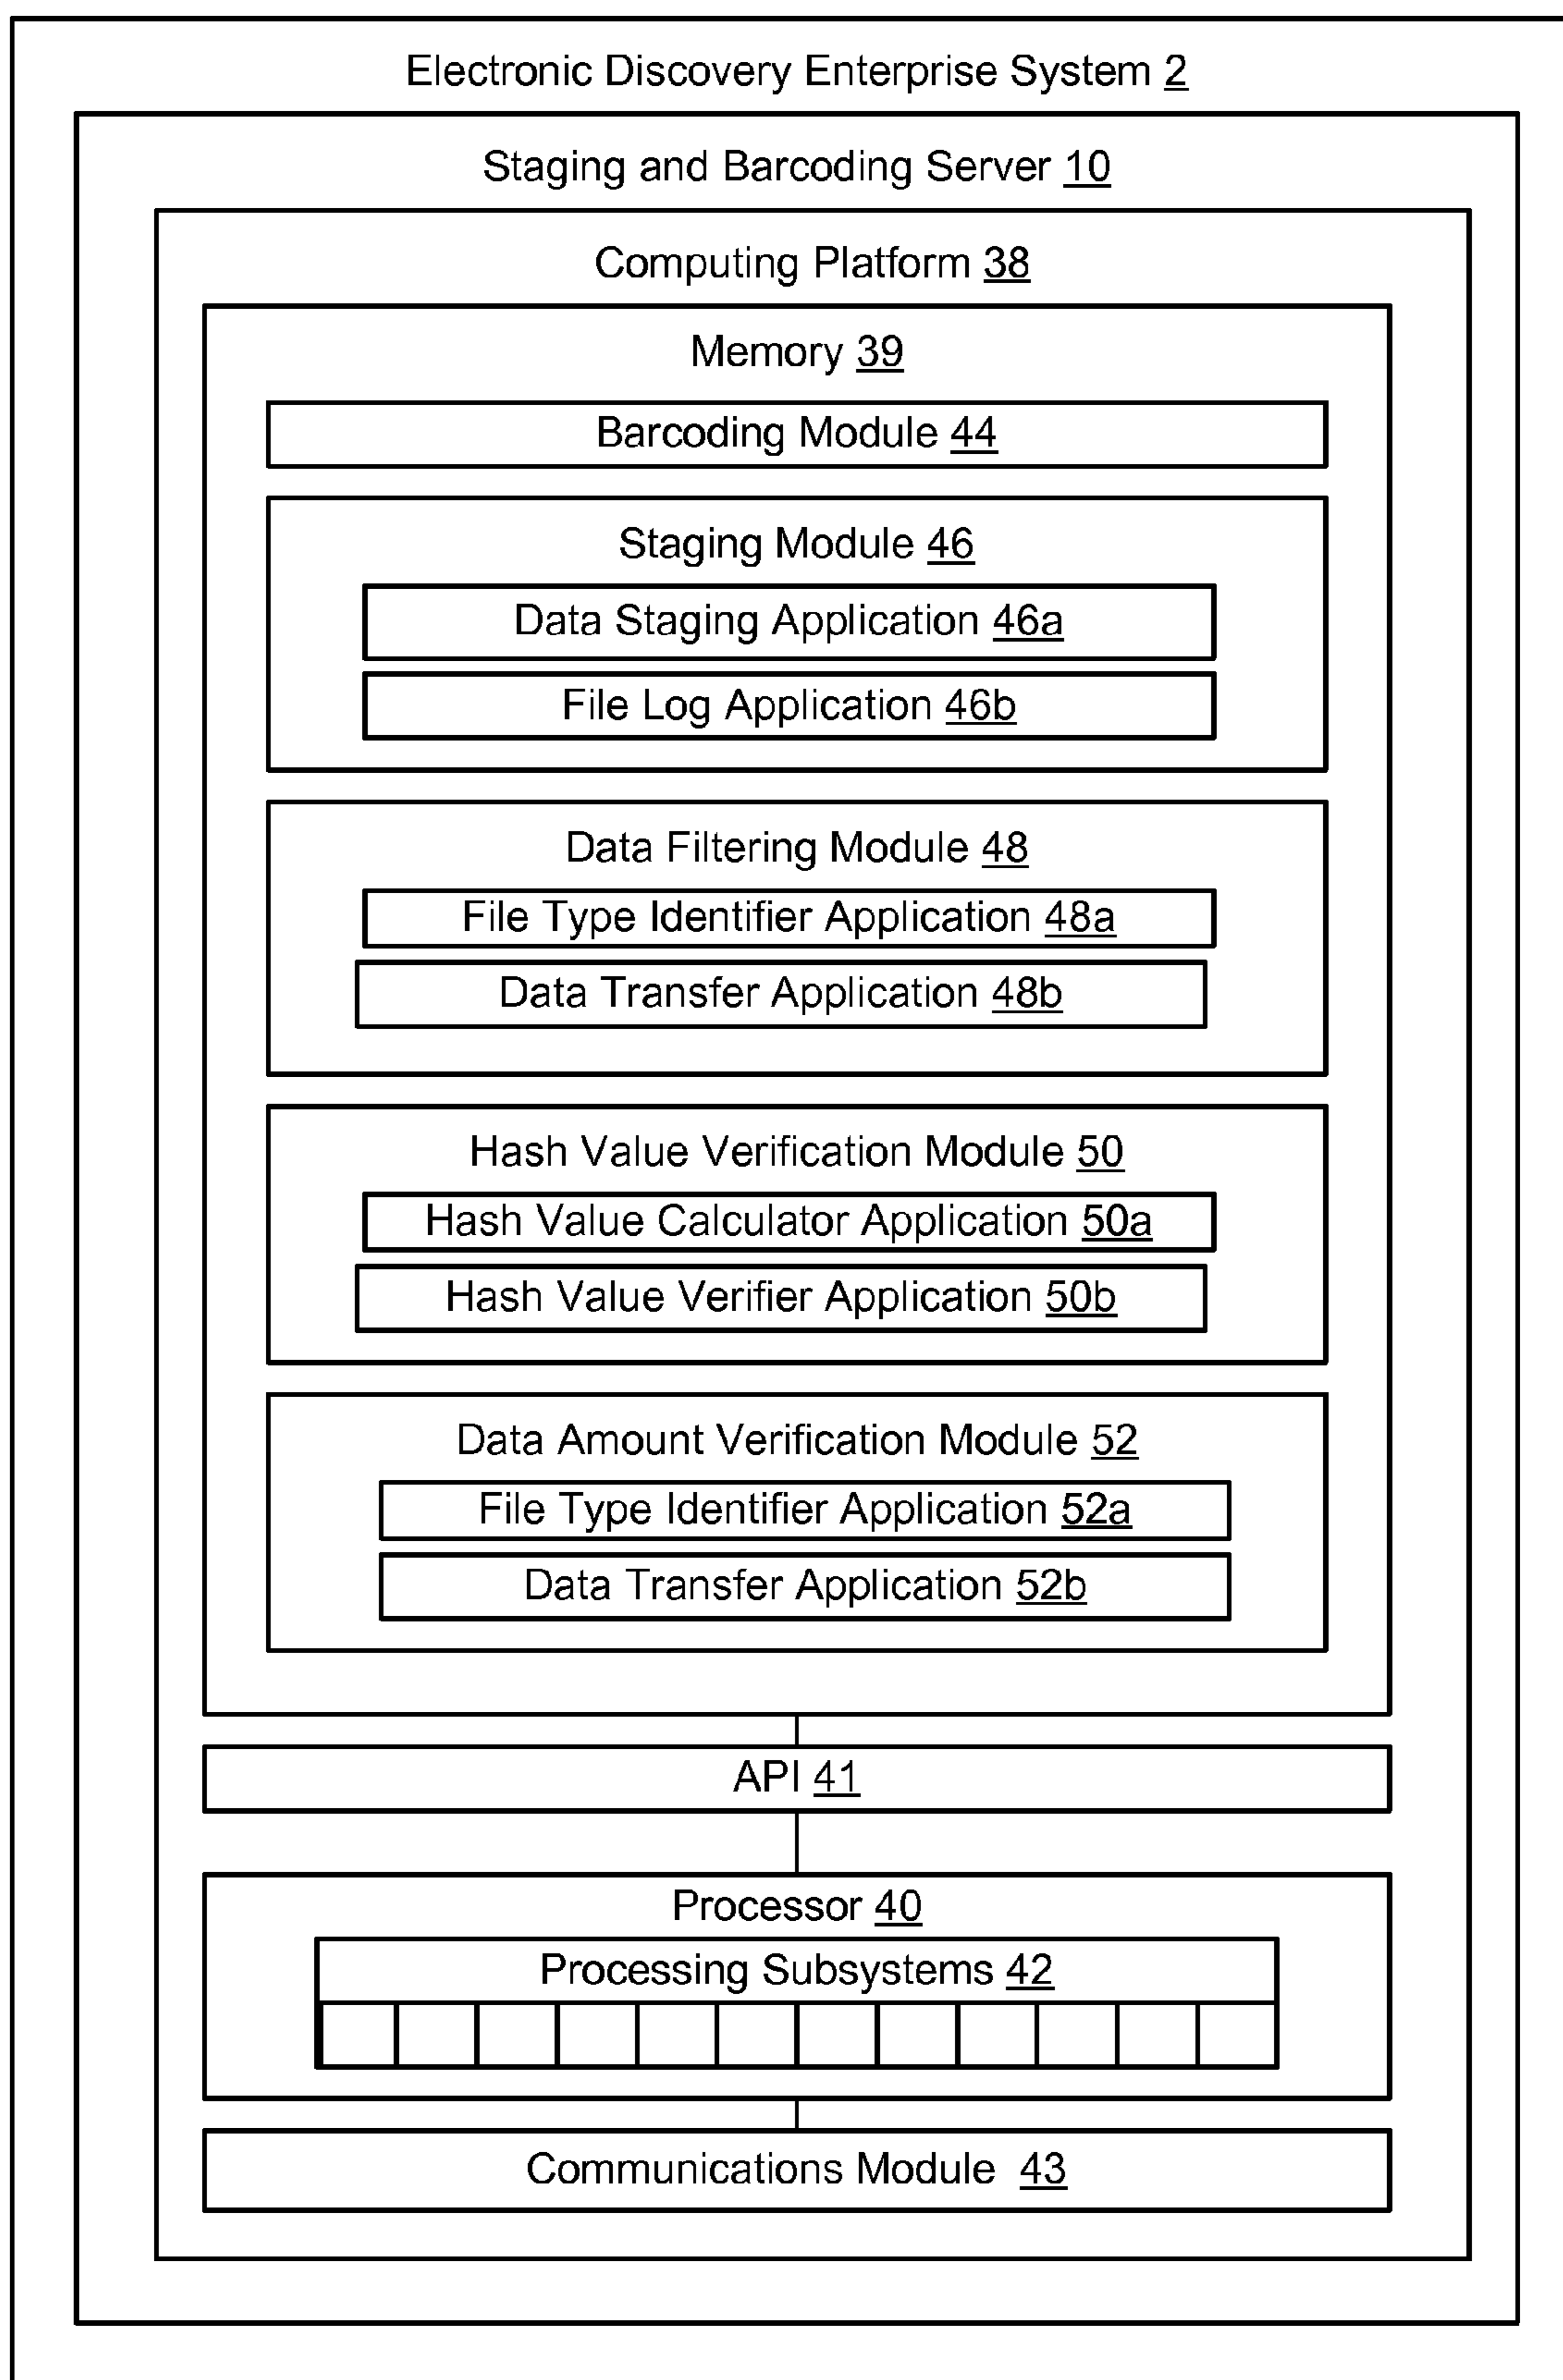 Electronic Discovery Enterprise System 2
Staging and Barcoding Server 10
Computing Platform 38
Memory 39
Barcoding Module 44
Staging Module 46
Data Staging Application 46a
File Log Application 46b
Data Filtering Module 48
File Type Identifier Application 48a
Data Transfer Application 48b
Hash Value Verification Module 50
Hash Value Calculator Application 50a
Hash Value Verifier Application 50b
Data Amount Verification Module 52
File Type Identifier Application 52a
Data Transfer Application 52b
API 41
Processor 40
Processing Subsystems 42
Communications Module 43